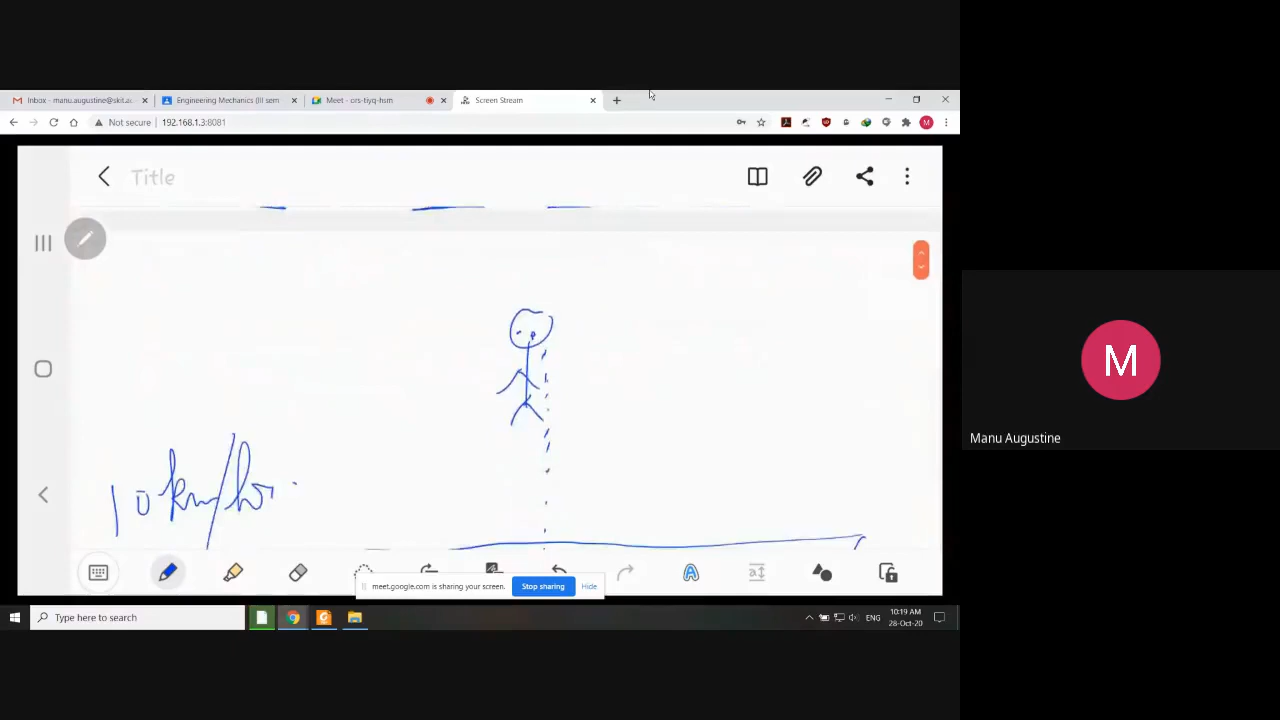 Inbox - manu.augustine@skit.ac.
Engineering Mechanics (III sem
Meet - crs-tiyq-hsm
Screen Stream
Not secure | 192.168.1.3:8081
M
Title
10 km/hr.
meet.google.com is sharing your screen.
Stop sharing
Hide
Type here to search
ENG
10:19 AM
28-Oct-20
M
Manu Augustine